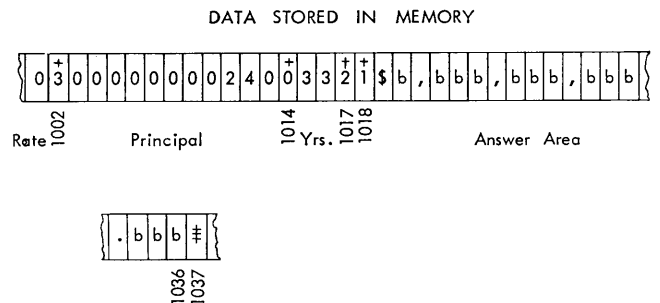 DATA STORED IN MEMORY
+ + + +
0 3 0 0 0 0 0 0 0 0 2 4 0 0 3 3 2 1 $ b , b b b , b b b , b b b
Rate 1002 Principal 1014 Yrs. 1017 1018 Answer Area
. b b b ‡
1036 1037